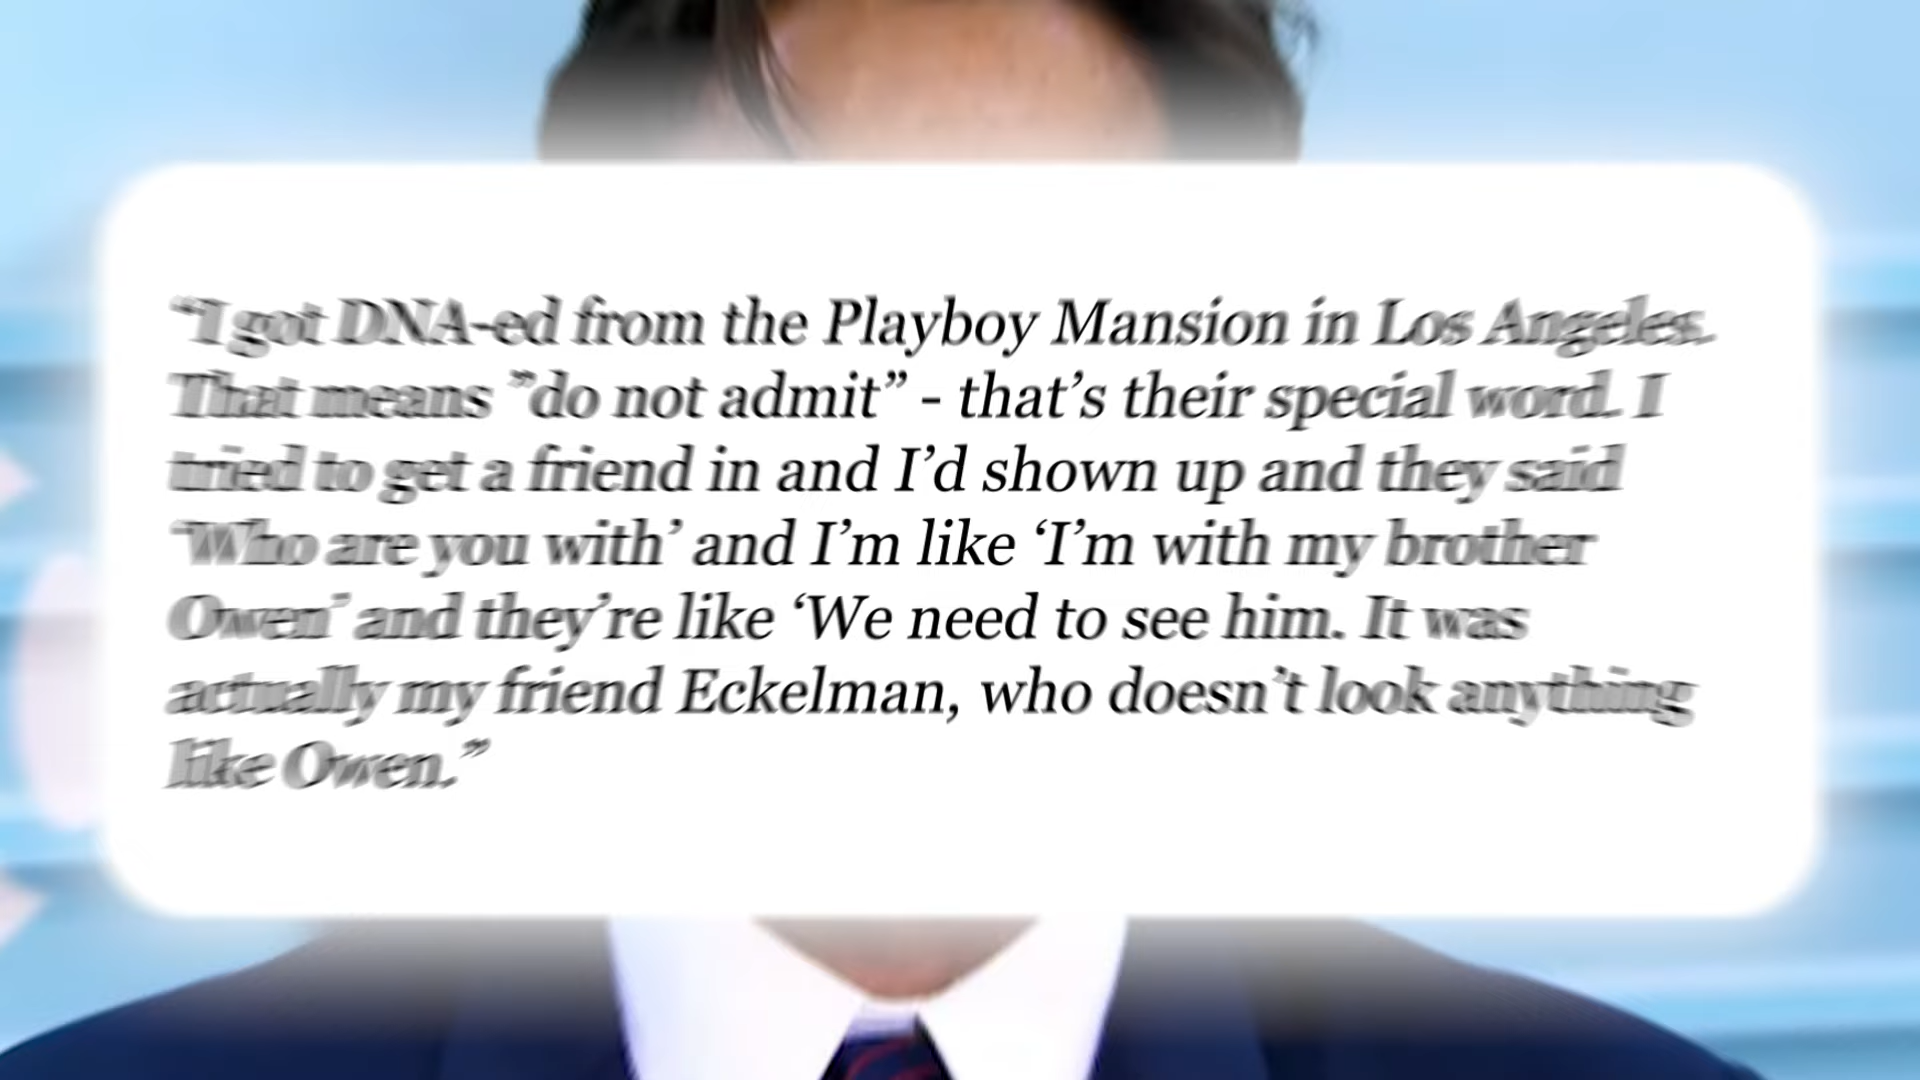 “I got DNA-ed from the Playboy Mansion in Los Angeles.
That means ”do not admit” - that’s their special word. I
tried to get a friend in and I’d shown up and they said
‘Who are you with’ and I’m like ‘I’m with my brother
Owen’ and they’re like ‘We need to see him. It was
actually my friend Eckelman, who doesn’t look anything
like Owen.”